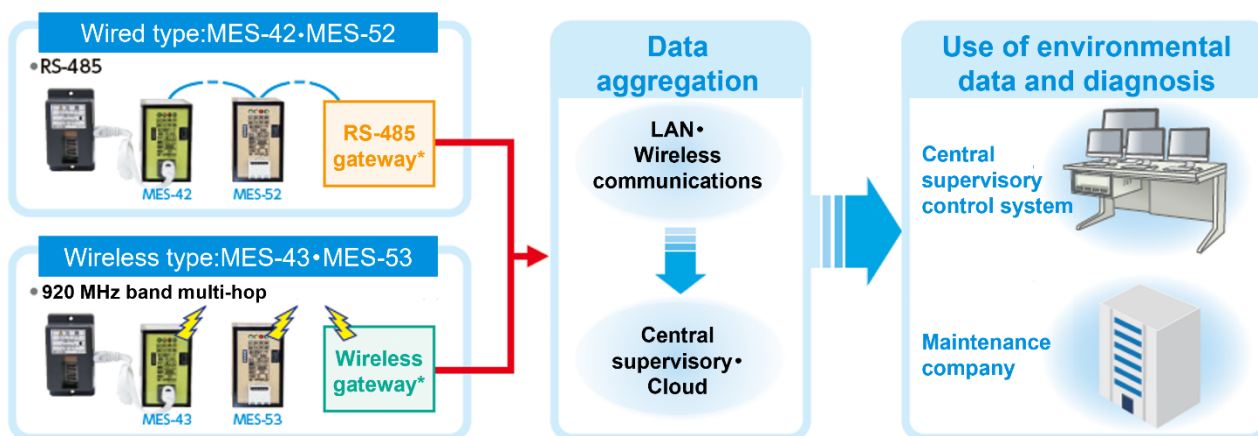 Wired type:MES-42•MES-52
•RS-485
MES-42
MES-52
RS-485
gateway*
Wireless type:MES-43•MES-53
•920 MHz band multi-hop
MES-43
MES-53
Wireless
gateway*
Data
aggregation
LAN•
Wireless
communications
Central
supervisory•
Cloud
Use of environmental
data and diagnosis
Central
supervisory
control system
Maintenance
company